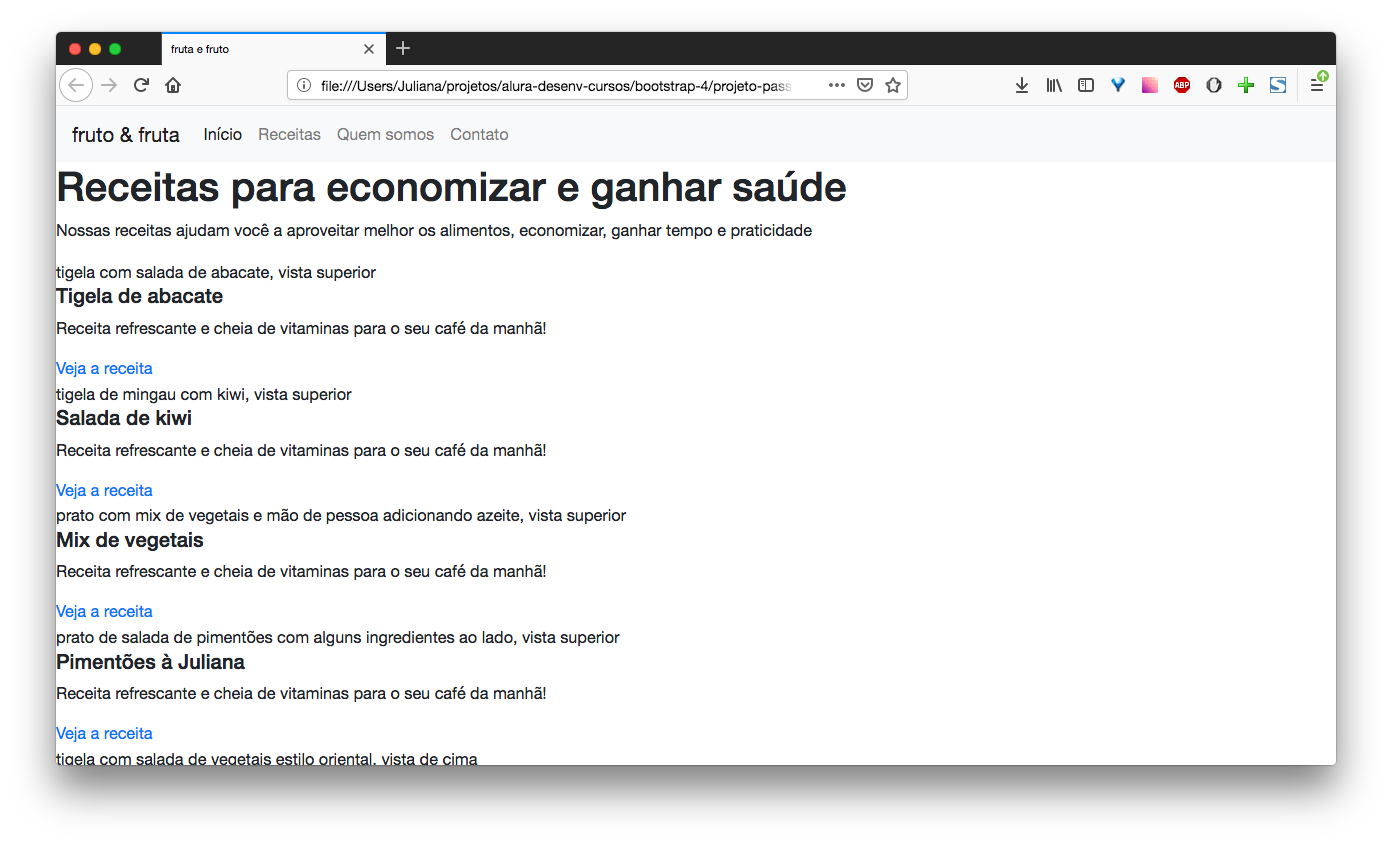 fruta e fruto
file:///Users/Juliana/projetos/alura-desenv-cursos/bootstrap-4/projeto-pass
ABP
S
fruto & fruta Início Receitas Quem somos Contato
Receitas para economizar e ganhar saúde
Nossas receitas ajudam você a aproveitar melhor os alimentos, economizar, ganhar tempo e praticidade
tigela com salada de abacate, vista superior
Tigela de abacate
Receita refrescante e cheia de vitaminas para o seu café da manhã!
Veja a receita
tigela de mingau com kiwi, vista superior
Salada de kiwi
Receita refrescante e cheia de vitaminas para o seu café da manhã!
Veja a receita
prato com mix de vegetais e mão de pessoa adicionando azeite, vista superior
Mix de vegetais
Receita refrescante e cheia de vitaminas para o seu café da manhã!
Veja a receita
prato de salada de pimentões com alguns ingredientes ao lado, vista superior
Pimentões à Juliana
Receita refrescante e cheia de vitaminas para o seu café da manhã!
Veja a receita
tigela com salada de vegetais estilo oriental, vista de cima